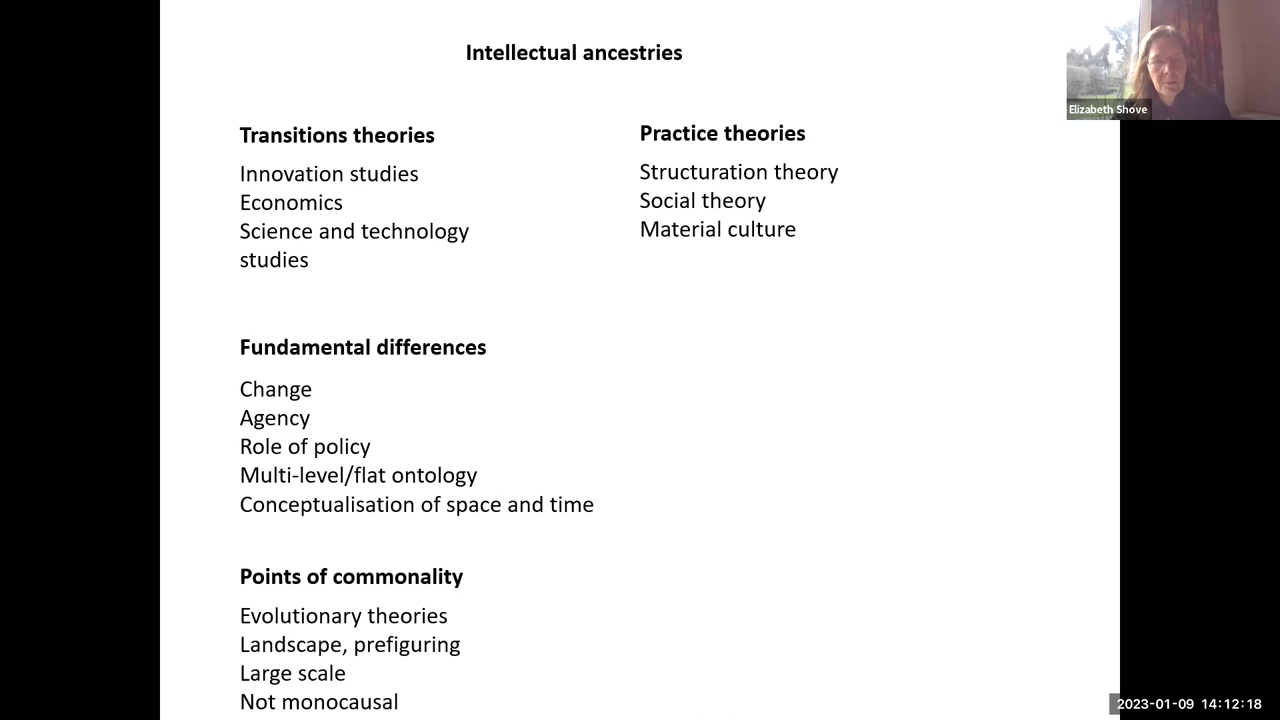 Intellectual ancestries
Elizabeth Shove
Transitions theories
Innovation studies
Economics
Science and technology
studies
Practice theories
Structuration theory
Social theory
Material culture
Fundamental differences
Change
Agency
Role of policy
Multi-level/flat ontology
Conceptualisation of space and time
Points of commonality
Evolutionary theories
Landscape, prefiguring
Large scale
Not monocausal
2023-01-09 14:12:18